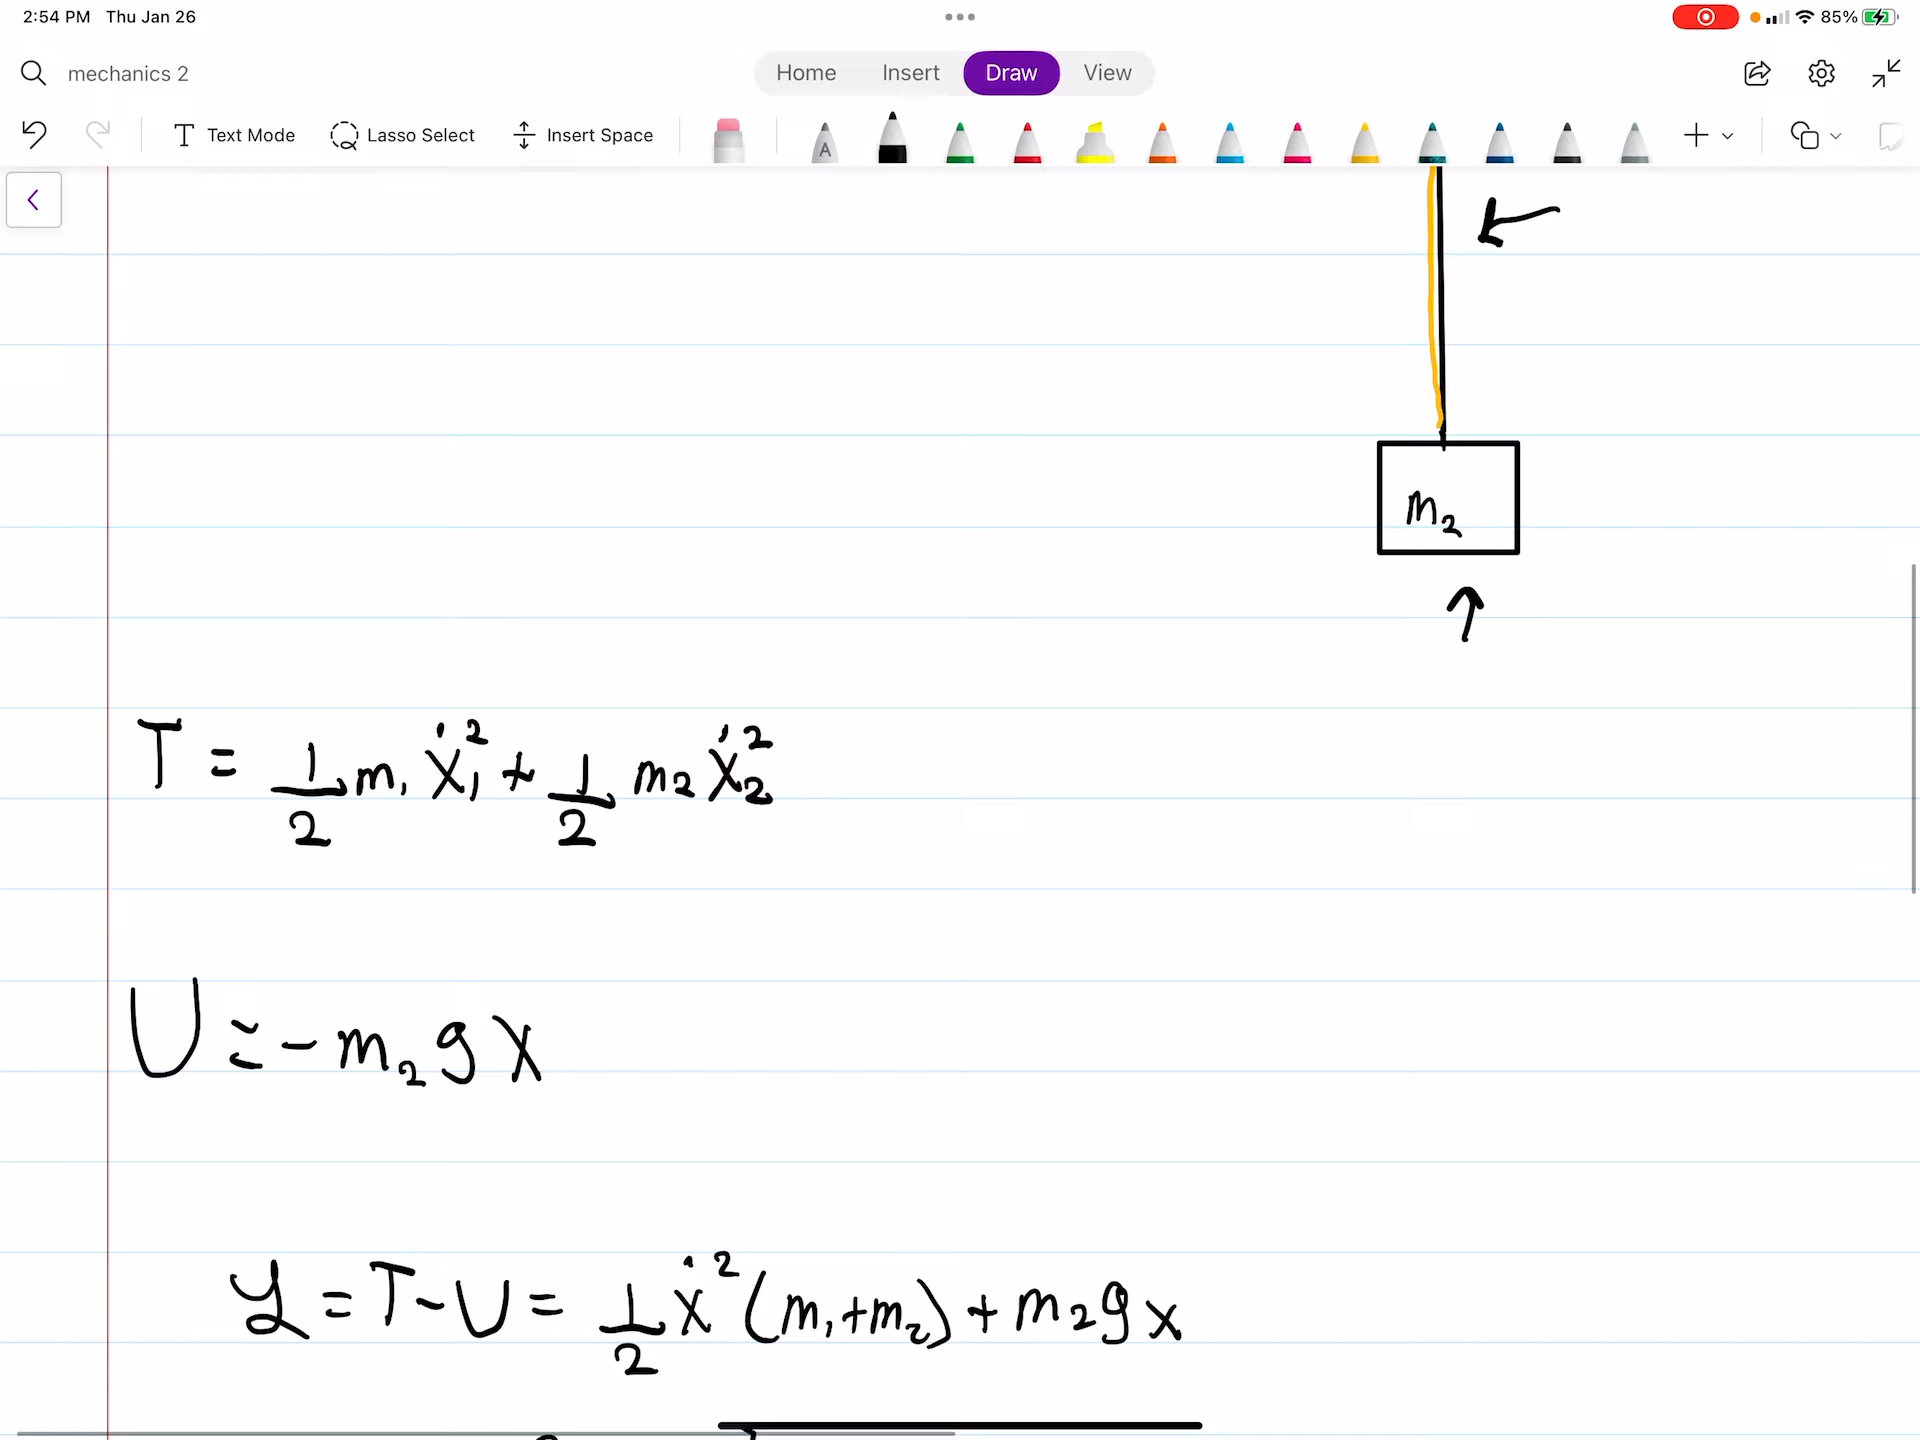 2:54 PM Thu Jan 26 85%
mechanics 2 Home Insert Draw View
Text Mode Lasso Select Insert Space A
m₂
T = 1/2 m₁ ẋ₁² + 1/2 m₂ ẋ₂²
U = - m₂ g x
ℒ = T - U = 1/2 ẋ² (m₁ + m₂) + m₂ g x